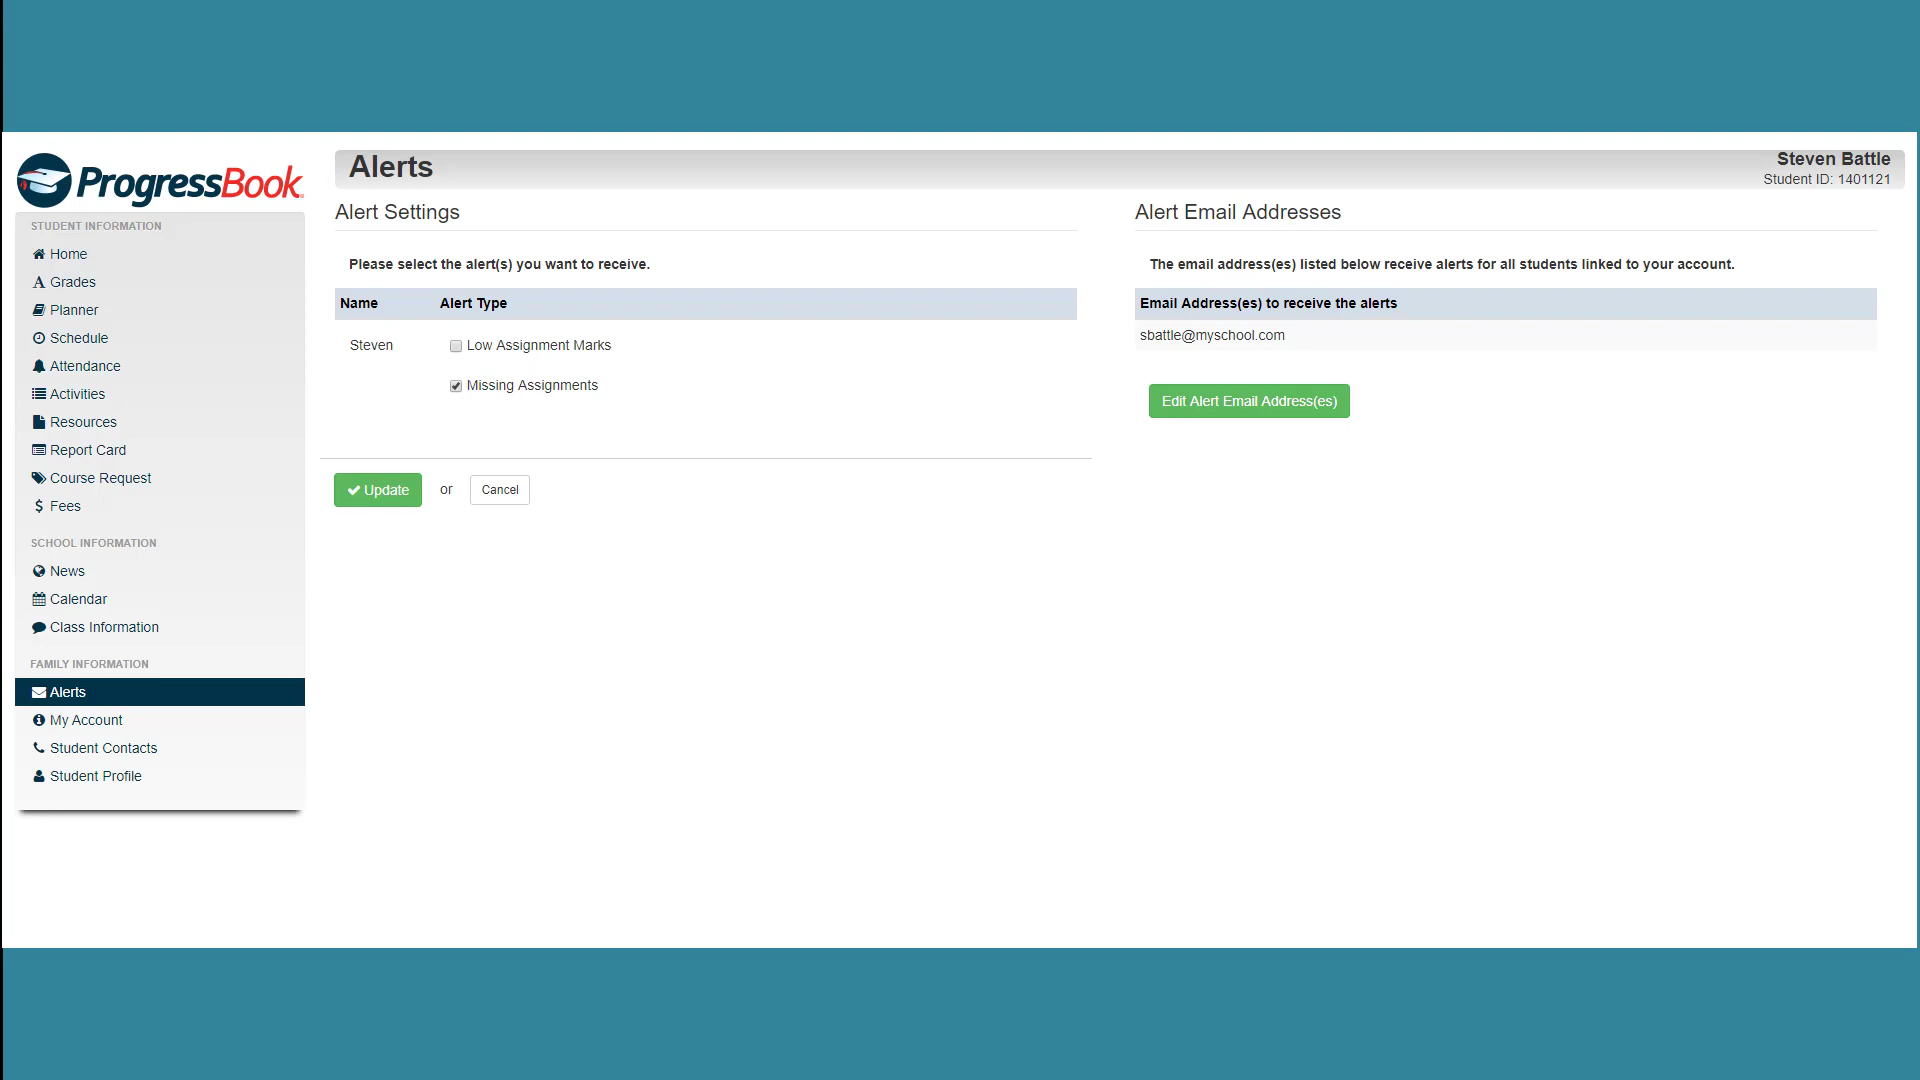 ProgressBook
STUDENT INFORMATION
Home
Grades
Planner
Schedule
Attendance
Activities
Resources
Report Card
Course Request
Fees
SCHOOL INFORMATION
News
Calendar
Class Information
FAMILY INFORMATION
Alerts
My Account
Student Contacts
Student Profile
Alerts
Steven Battle
Student ID: 1401121
Alert Settings
Please select the alert(s) you want to receive.
Name Alert Type
Steven Low Assignment Marks
Missing Assignments
Update or Cancel
Alert Email Addresses
The email address(es) listed below receive alerts for all students linked to your account.
Email Address(es) to receive the alerts
sbattle@myschool.com
Edit Alert Email Address(es)